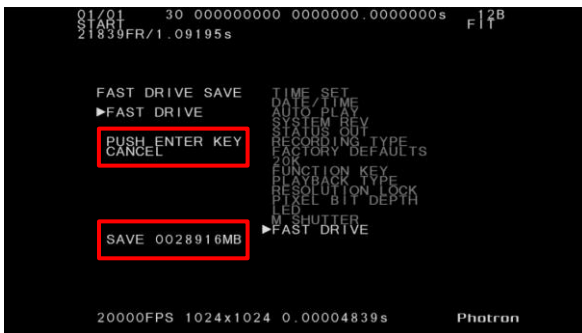 01/01 30 000000000 0000000.0000000s 12B
START FIT
21839FR/1.09195s
FAST DRIVE SAVE
▶FAST DRIVE
PUSH ENTER KEY
CANCEL
SAVE 0028916MB
TIME SET
DATE/TIME
AUTO PLAY
SYSTEM REV
STATUS OUT
RECORDING TYPE
FACTORY DEFAULTS
20K
FUNCTION KEY
PLAYBACK TYPE
RESOLUTION LOCK
PIXEL BIT DEPTH
LED
M SHUTTER
▶FAST DRIVE
20000FPS 1024x1024 0.00004839s Photron